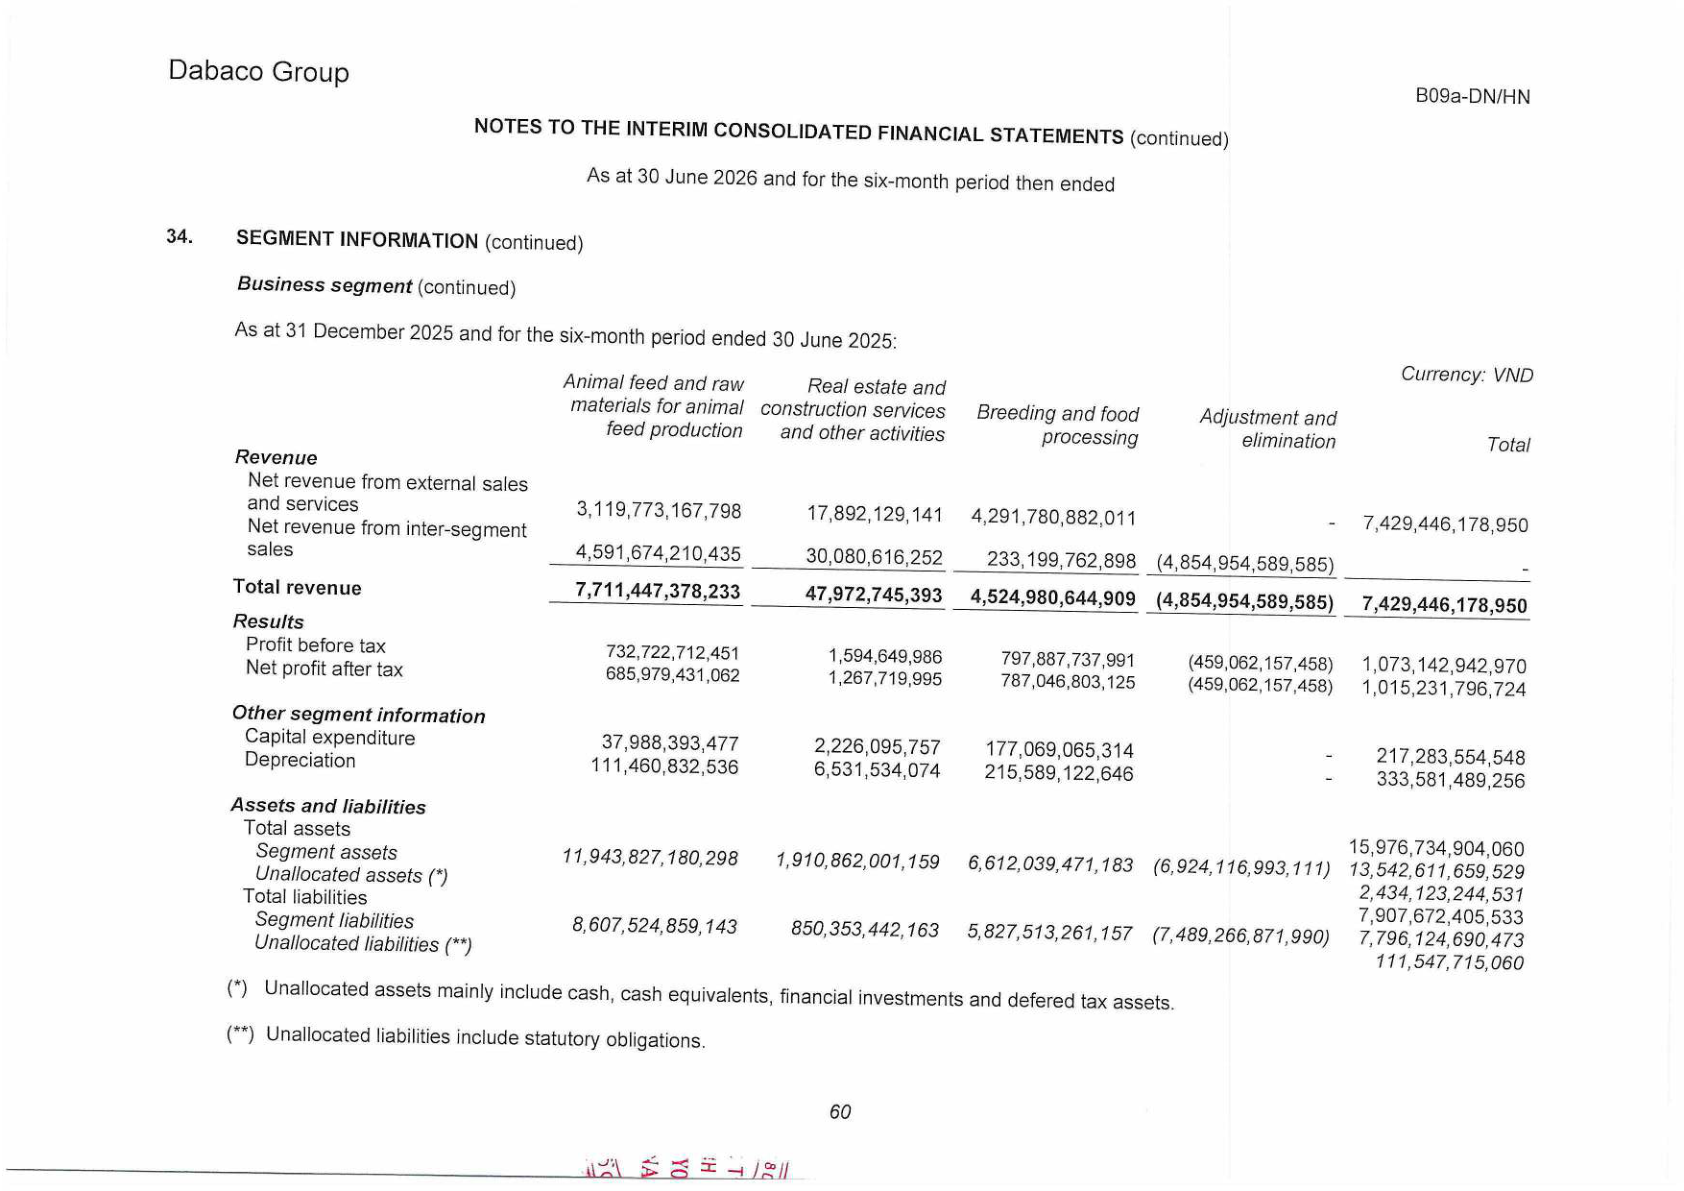 Dabaco Group
B09a-DN/HN
NOTES TO THE INTERIM CONSOLIDATED FINANCIAL STATEMENTS (continued)
As at 30 June 2026 and for the six-month period then ended
34. SEGMENT INFORMATION (continued)
Business segment (continued)
As at 31 December 2025 and for the six-month period ended 30 June 2025:
Currency: VND
Animal feed and raw materials for animal feed production
Real estate and construction services and other activities
Breeding and food processing
Adjustment and elimination
Total
Revenue
Net revenue from external sales
and services 3,119,773,167,798 17,892,129,141 4,291,780,882,011 - 7,429,446,178,950
Net revenue from inter-segment
sales 4,591,674,210,435 30,080,616,252 233,199,762,898 (4,854,954,589,585) -
Total revenue 7,711,447,378,233 47,972,745,393 4,524,980,644,909 (4,854,954,589,585) 7,429,446,178,950
Results
Profit before tax 732,722,712,451 1,594,649,986 797,887,737,991 (459,062,157,458) 1,073,142,942,970
Net profit after tax 685,979,431,062 1,267,719,995 787,046,803,125 (459,062,157,458) 1,015,231,796,724
Other segment information
Capital expenditure 37,988,393,477 2,226,095,757 177,069,065,314 - 217,283,554,548
Depreciation 111,460,832,536 6,531,534,074 215,589,122,646 - 333,581,489,256
Assets and liabilities
Total assets 15,976,734,904,060
Segment assets 11,943,827,180,298 1,910,862,001,159 6,612,039,471,183 (6,924,116,993,111) 13,542,611,659,529
Unallocated assets (*) 2,434,123,244,531
Total liabilities 7,907,672,405,533
Segment liabilities 8,607,524,859,143 850,353,442,163 5,827,513,261,157 (7,489,266,871,990) 7,796,124,690,473
Unallocated liabilities (**) 111,547,715,060
(*) Unallocated assets mainly include cash, cash equivalents, financial investments and defered tax assets.
(**) Unallocated liabilities include statutory obligations.
60